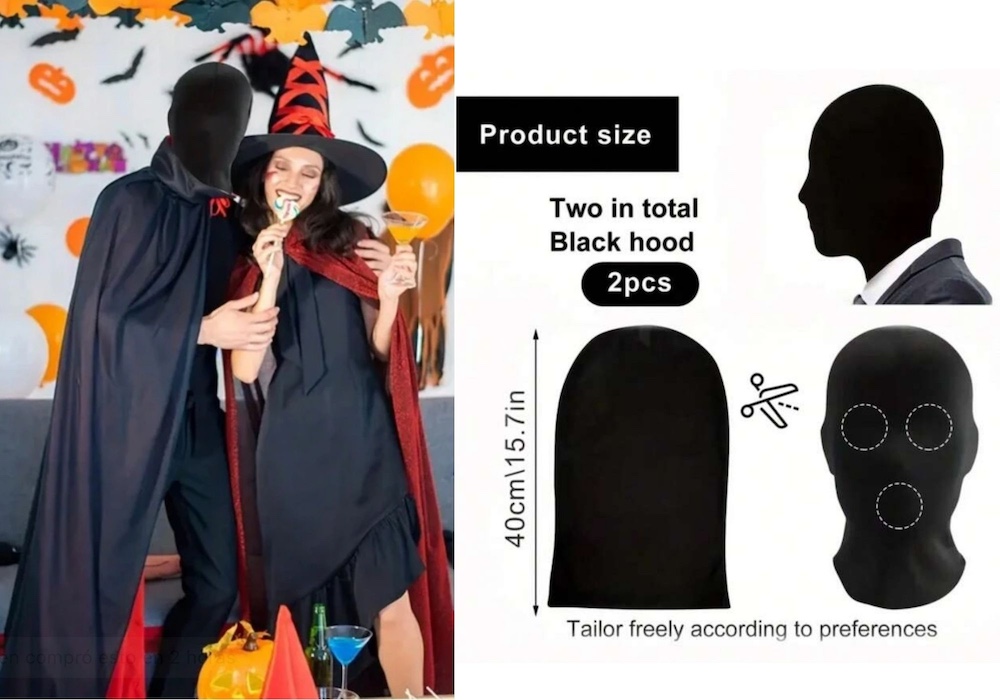 Product size
Two in total
Black hood
2pcs
40cm\15.7in
Tailor freely according to preferences